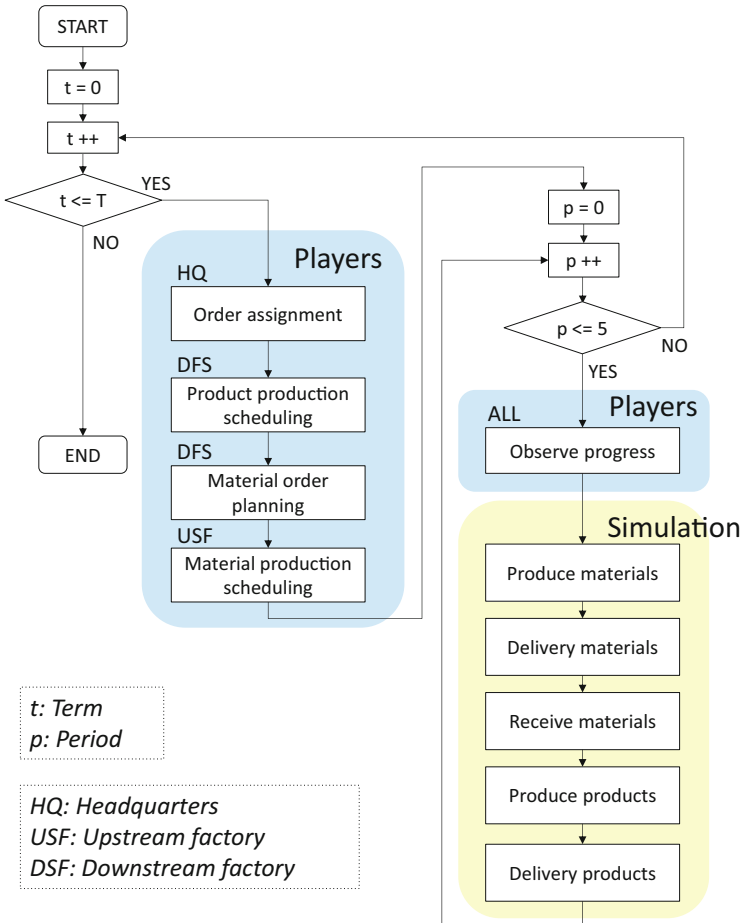 START
t = 0
t ++
t <= T
YES
NO
END
Players
HQ
Order assignment
DFS
Product production
scheduling
DFS
Material order
planning
USF
Material production
scheduling
p = 0
p ++
p <= 5
NO
YES
Players
ALL
Observe progress
Simulation
Produce materials
Delivery materials
Receive materials
Produce products
Delivery products
t: Term
p: Period
HQ: Headquarters
USF: Upstream factory
DSF: Downstream factory